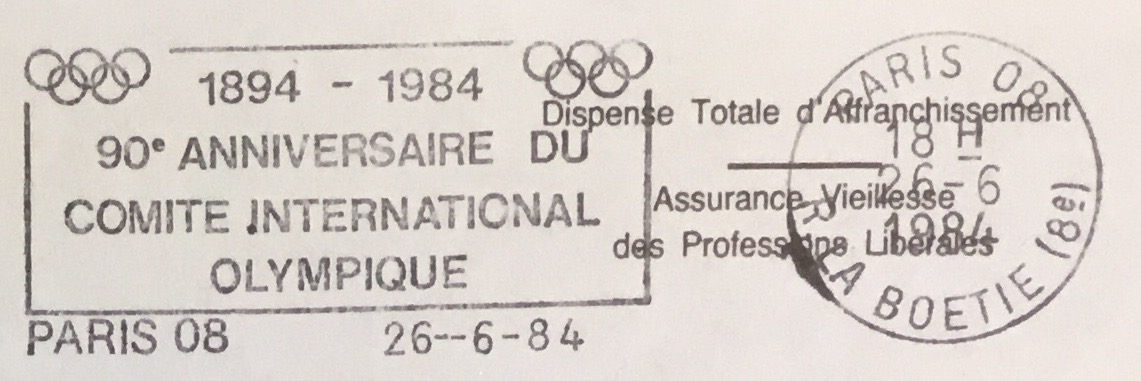 1894 - 1984
90e ANNIVERSAIRE DU
COMITE INTERNATIONAL
OLYMPIQUE
PARIS 08 26--6-84
Dispense Totale d'Affranchissement
Assurance Vieillesse
des Professions Libérales
PARIS 08
18 H
26-6
1984
R. LA BOETIE (8e)